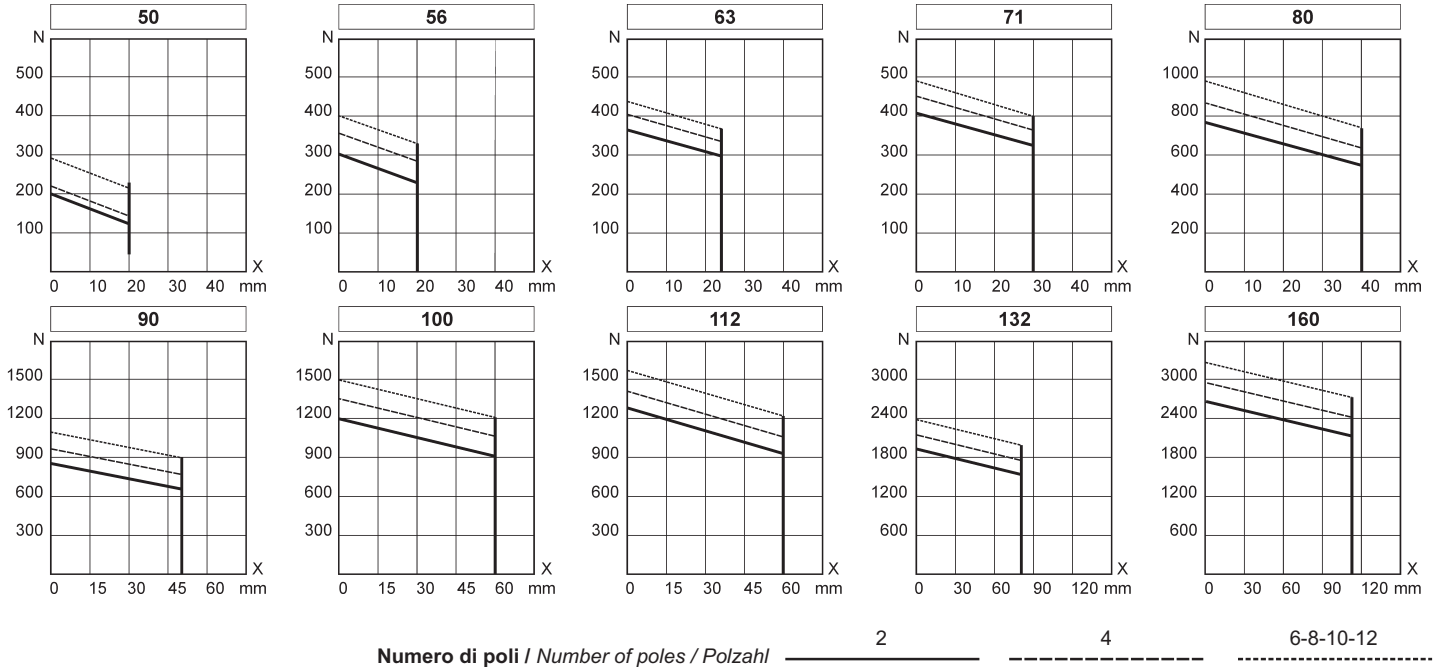 50 56 63 71 80
N N N N N
500 500 500 500 1000
400 400 400 400 800
300 300 300 300 600
200 200 200 200 400
100 100 100 100 200
X X X X X
0 10 20 30 40 mm 0 10 20 30 40 mm 0 10 20 30 40 mm 0 10 20 30 40 mm 0 10 20 30 40 mm
90 100 112 132 160
N N N N N
1500 1500 1500 3000 3000
1200 1200 1200 2400 2400
900 900 900 1800 1800
600 600 600 1200 1200
300 300 300 600 600
X X X X X
0 15 30 45 60 mm 0 15 30 45 60 mm 0 15 30 45 60 mm 0 30 60 90 120 mm 0 30 60 90 120 mm
2 4 6-8-10-12
Numero di poli / Number of poles / Polzahl